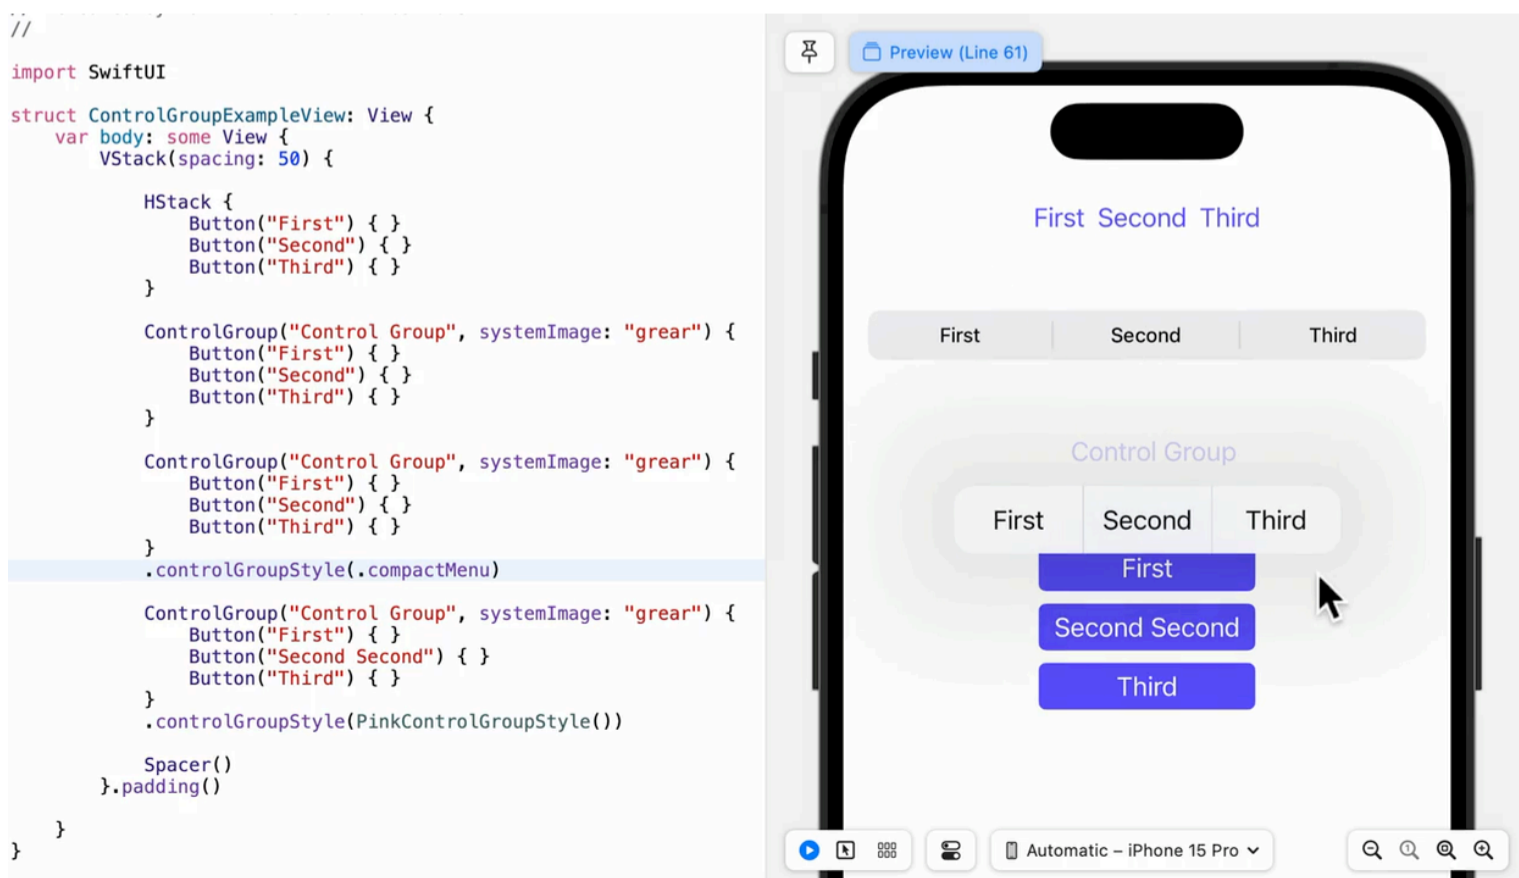 //
import SwiftUI
struct ControlGroupExampleView: View {
var body: some View {
VStack(spacing: 50) {
HStack {
Button("First") { }
Button("Second") { }
Button("Third") { }
}
ControlGroup("Control Group", systemImage: "grear") {
Button("First") { }
Button("Second") { }
Button("Third") { }
}
ControlGroup("Control Group", systemImage: "grear") {
Button("First") { }
Button("Second") { }
Button("Third") { }
}
.controlGroupStyle(.compactMenu)
ControlGroup("Control Group", systemImage: "grear") {
Button("First") { }
Button("Second Second") { }
Button("Third") { }
}
.controlGroupStyle(PinkControlGroupStyle())
Spacer()
}.padding()
}
}
Preview (Line 61)
First Second Third
First Second Third
Control Group
First Second Third
First
Second Second
Third
Automatic – iPhone 15 Pro